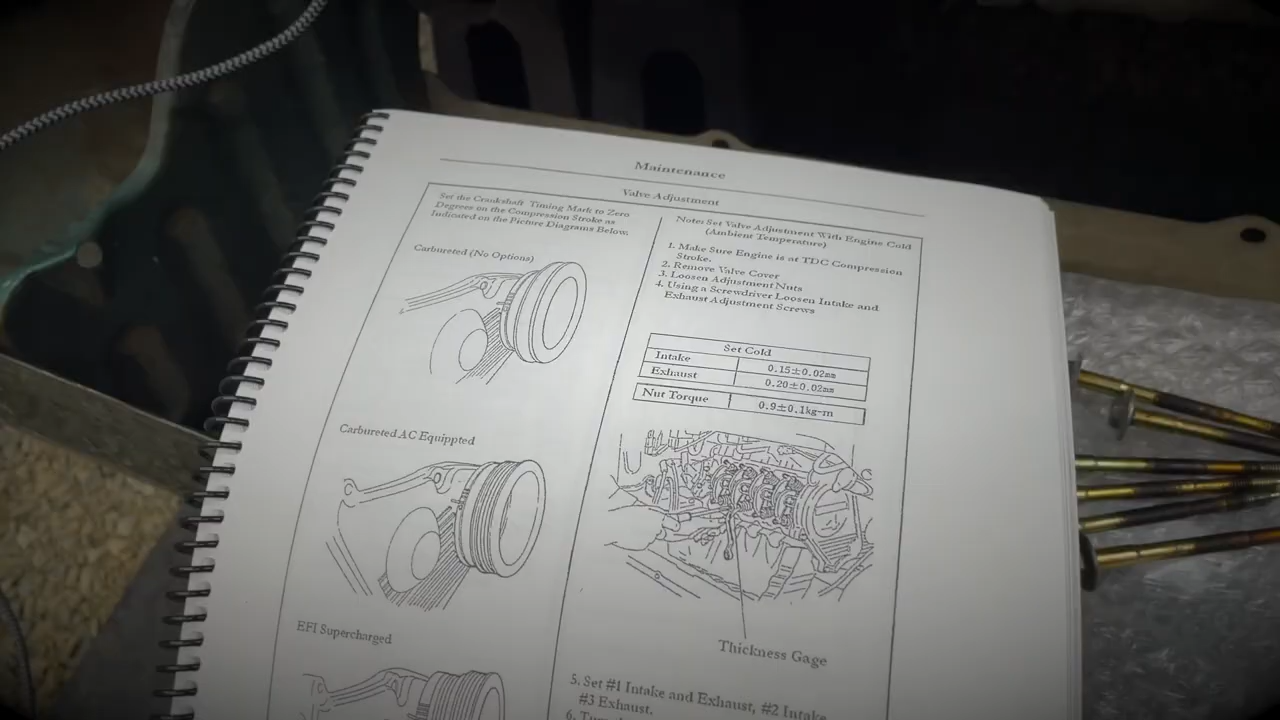 Maintenance
Valve Adjustment
Set the Crankshaft Timing Mark to Zero
Degrees on the Compression Stroke as
Indicated on the Picture Diagrams Below.
Carbureted (No Options)
Carbureted AC Equippted
EFI Supercharged
Note: Set Valve Adjustment With Engine Cold
(Ambient Temperature)
1. Make Sure Engine is at TDC Compression
Stroke.
2. Remove Valve Cover
3. Loosen Adjustment Nuts
4. Using a Screwdriver Loosen Intake and
Exhaust Adjustment Screws
Set Cold
Intake 0.15±0.02mm
Exhaust 0.20±0.02mm
Nut Torque 0.9±0.1kg-m
Thickness Gage
5. Set #1 Intake and Exhaust, #2 Intake
#3 Exhaust.
6.